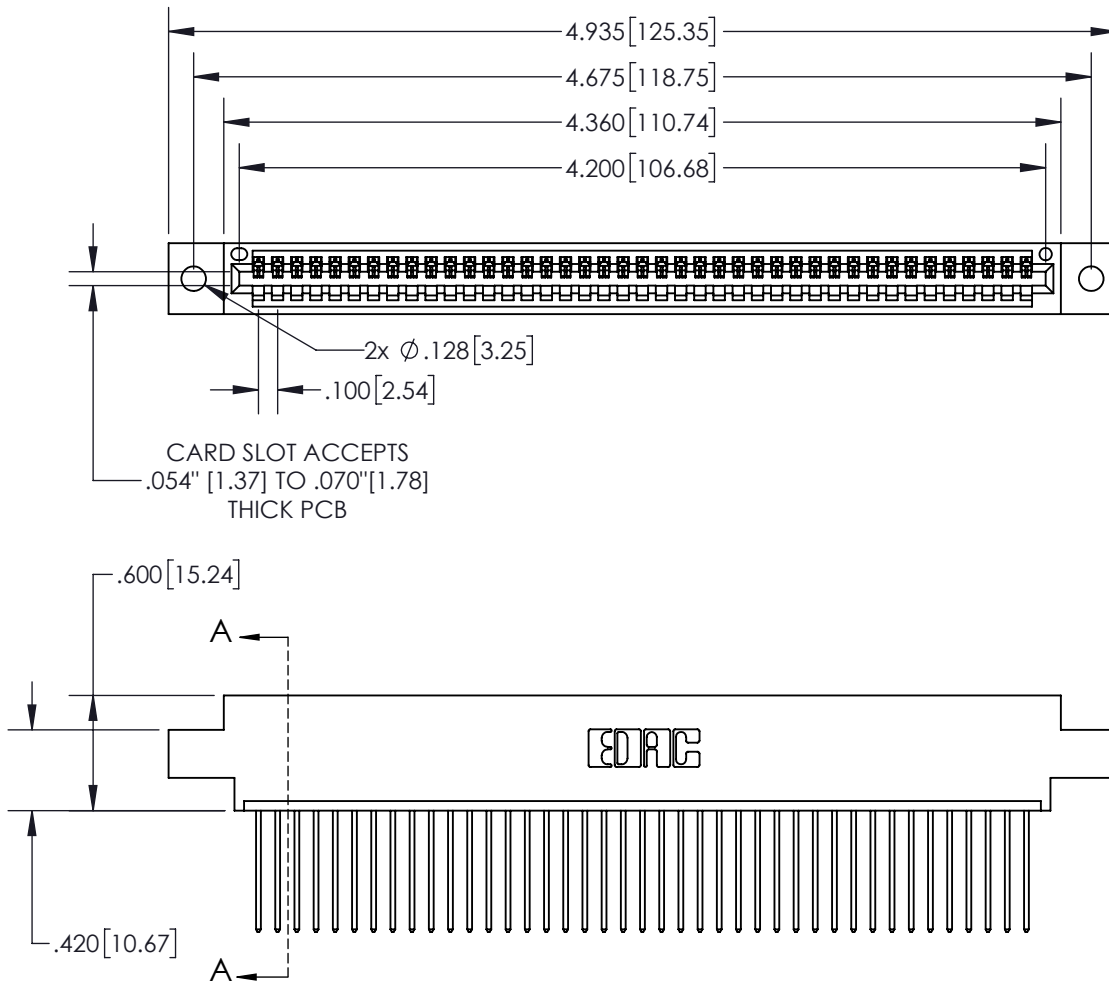 4.935[125.35]
4.675[118.75]
4.360[110.74]
4.200[106.68]
2x ⌀.128[3.25]
.100[2.54]
CARD SLOT ACCEPTS
.054" [1.37] TO .070"[1.78]
THICK PCB
.600[15.24]
A
EDAC
.420[10.67]
A